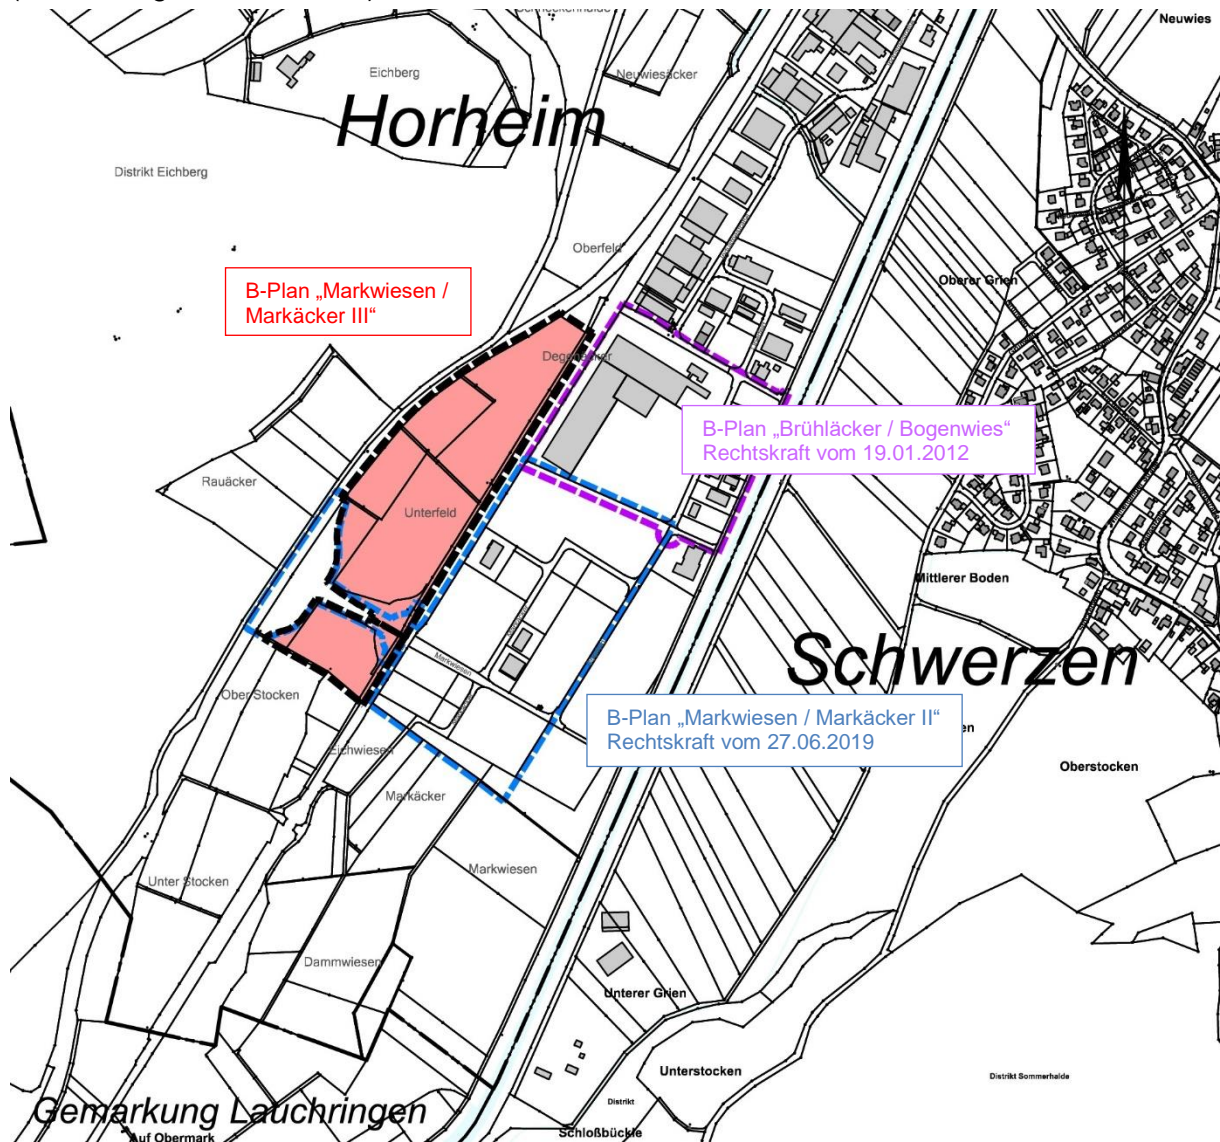 Neuwies
Eichberg
Neuwiesäcker
Horheim
Distrikt Eichberg
Oberfeld
Oberer Grien
B-Plan „Markwiesen /
Markäcker III“
Degenäcker
B-Plan „Brühläcker / Bogenwies“
Rechtskraft vom 19.01.2012
Rauäcker
Unterfeld
Mittlerer Boden
Schwerzen
Markwiesen
Ober Stocken
B-Plan „Markwiesen / Markäcker II“
Rechtskraft vom 27.06.2019
Eichwiesen
Oberstocken
Markäcker
Markwiesen
Unter Stocken
Dammwiesen
Unterer Grien
Unterstocken
Distrikt Sommerhalde
Distrikt
Gemarkung Lauchringen
Auf Obermark
Schloßbückle